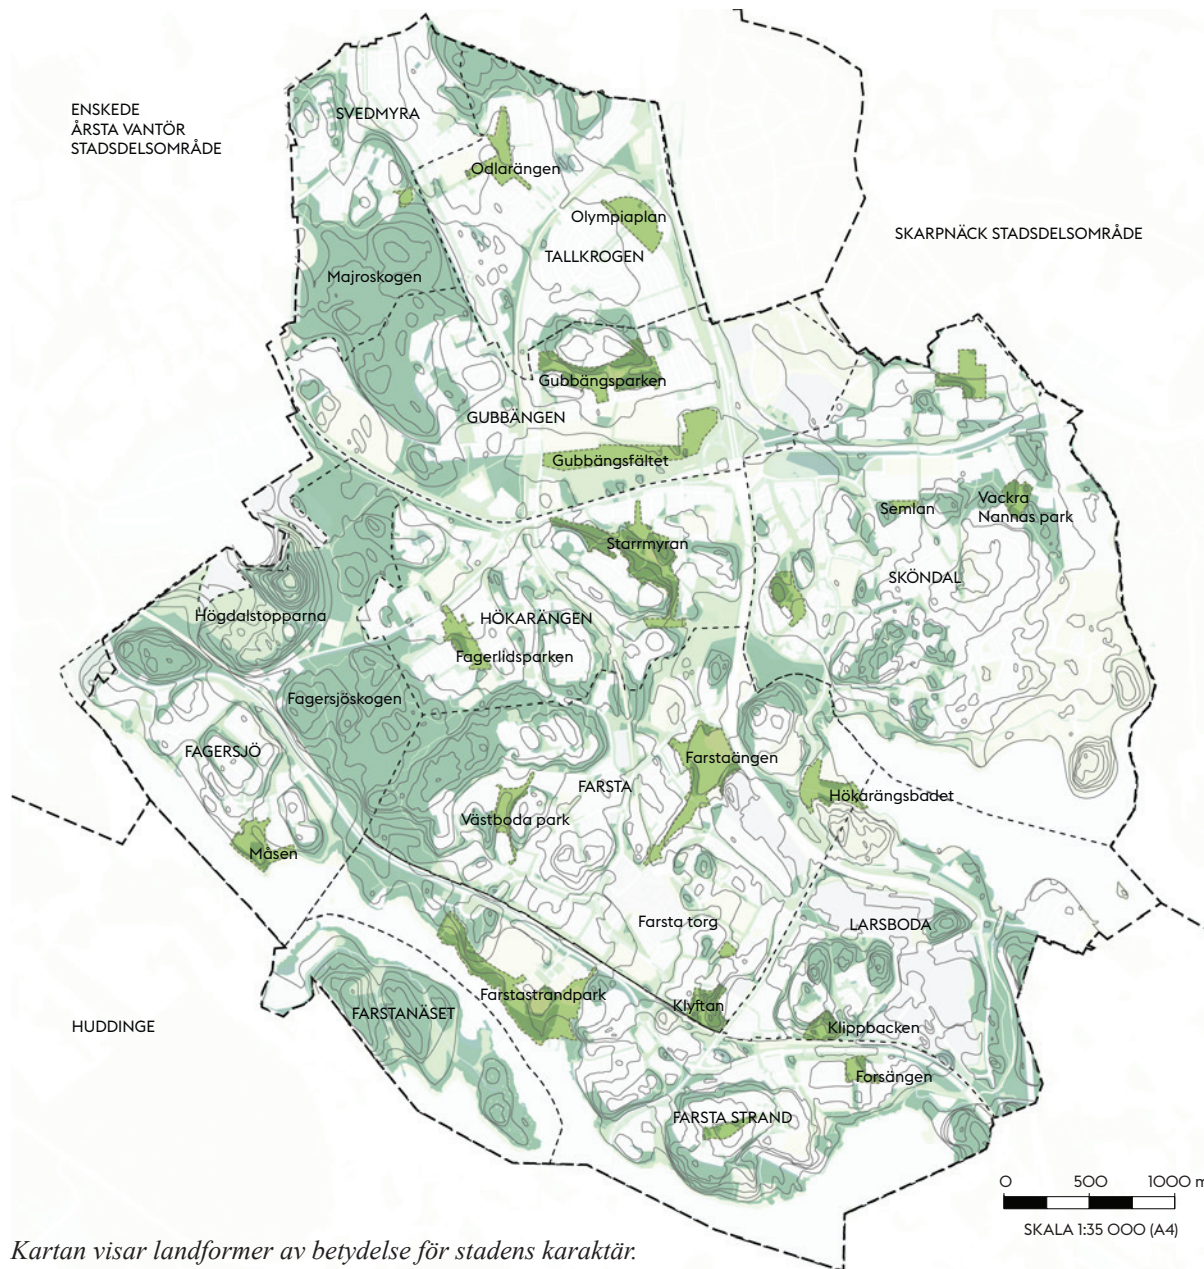 ENSKEDE
ÅRSTA VANTÖR
STADSDELSOMRÅDE
SVEDMYRA
Odlarängen
Olympiaplan
SKARPNÄCK STADSDELSOMRÅDE
TALLKROGEN
Majroskogen
Gubbängsparken
GUBBÄNGEN
Gubbängsfältet
Vackra
Nannas park
Semlan
Starrmyran
SKÖNDAL
Högdalstopparna
HÖKARÄNGEN
Fagerlidsparken
Fagersjöskogen
FAGERSJÖ
Farstaängen
FARSTA
Hökarängsbadet
Västboda park
Måsen
Farsta torg
LARSBODA
Farstastrandpark
Klyftan
FARSTANÄSET
HUDDINGE
Klippbacken
Forsängen
FARSTA STRAND
0 500 1000 m
SKALA 1:35 000 (A4)
Kartan visar landformer av betydelse för stadens karaktär.